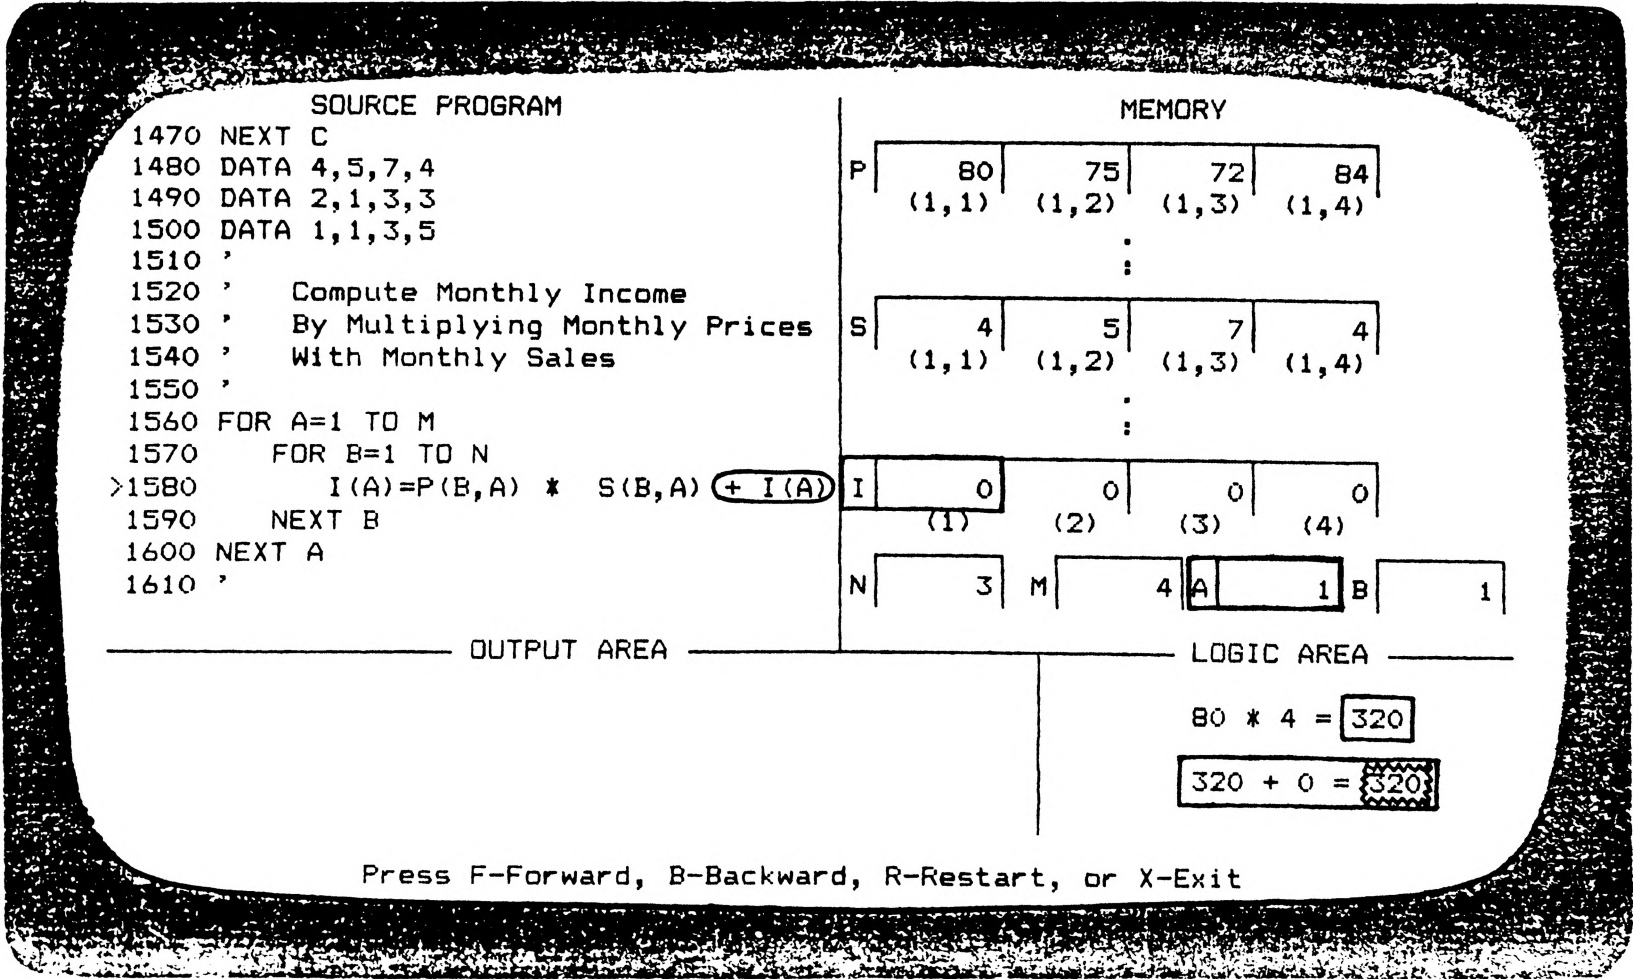 SOURCE PROGRAM
1470 NEXT C
1480 DATA 4,5,7,4
1490 DATA 2,1,3,3
1500 DATA 1,1,3,5
1510 '
1520 ' Compute Monthly Income
1530 ' By Multiplying Monthly Prices
1540 ' With Monthly Sales
1550 '
1560 FOR A=1 TO M
1570 FOR B=1 TO N
>1580 I(A)=P(B,A) * S(B,A) + I(A)
1590 NEXT B
1600 NEXT A
1610 '
MEMORY
P 80 75 72 84
(1,1) (1,2) (1,3) (1,4)
:
S 4 5 7 4
(1,1) (1,2) (1,3) (1,4)
:
I 0 0 0 0
(1) (2) (3) (4)
N 3 M 4 A 1 B 1
OUTPUT AREA
LOGIC AREA
80 * 4 = 320
320 + 0 = 320
Press F-Forward, B-Backward, R-Restart, or X-Exit